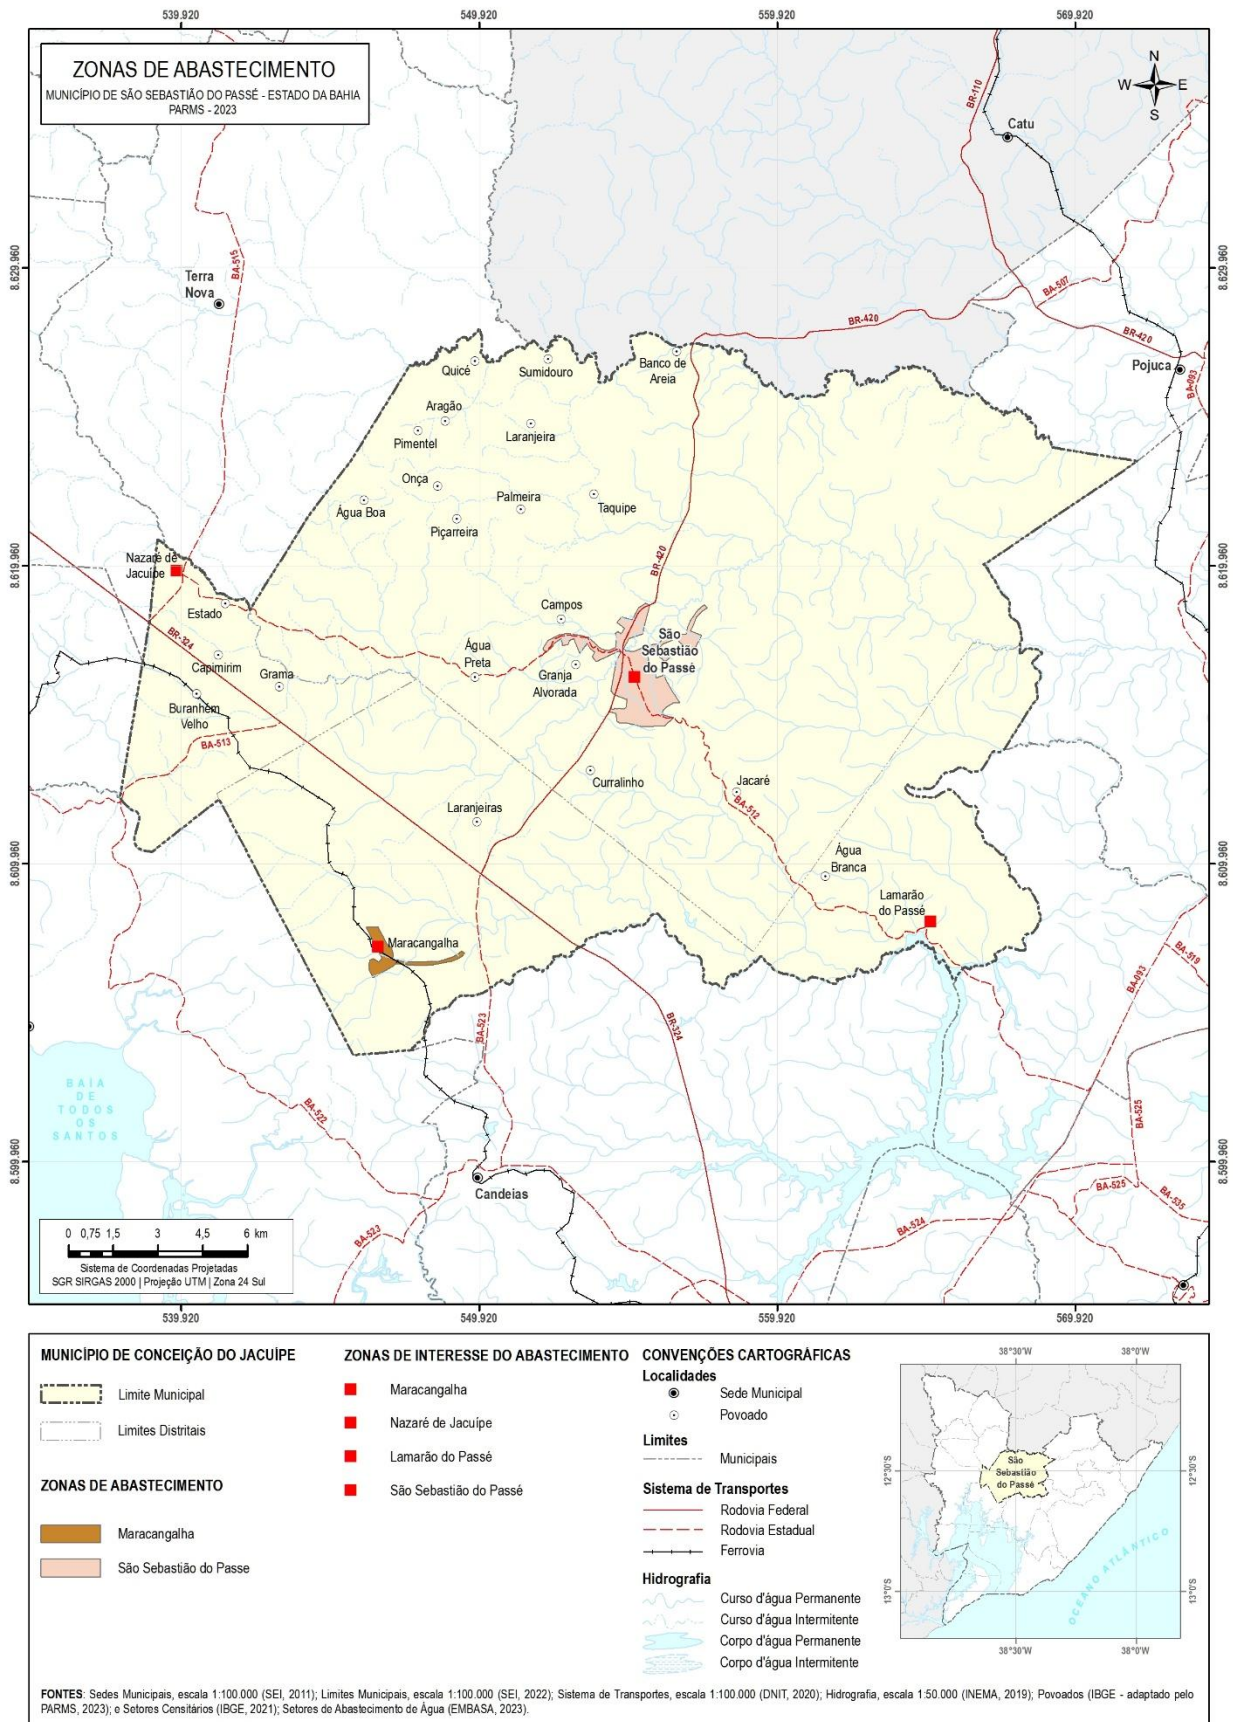 539.920
549.920
559.920
569.920
ZONAS DE ABASTECIMENTO
MUNICÍPIO DE SÃO SEBASTIÃO DO PASSÉ - ESTADO DA BAHIA
PARMS - 2023
N
W
E
S
BR-110
Catu
8.629.960
8.629.960
Terra
Nova
BA-515
BA-507
BR-420
BR-420
Pojuca
BA-093
Quicé
Sumidouro
Banco de
Areia
Aragão
Pimentel
Laranjeira
Onça
Água Boa
Palmeira
Taquipe
Piçarreira
8.619.960
8.619.960
Nazaré de
Jacuípe
BR-420
Estado
Campos
BR-324
São
Sebastião
do Passé
Capimirim
Grama
Água
Preta
Granja
Alvorada
Buranhém
Velho
BA-513
Curralinho
Jacaré
BA-512
Laranjeiras
Água
Branca
8.609.960
8.609.960
Lamarão
do Passé
Maracangalha
BA-519
BA-093
BA-523
BR-324
BAIA
DE
TODOS
OS
SANTOS
BA-522
BA-525
8.599.960
8.599.960
Candeias
BA-525
BA-535
BA-524
BA-523
0 0,75 1,5 3 4,5 6 km
Sistema de Coordenadas Projetadas
SGR SIRGAS 2000 | Projeção UTM | Zona 24 Sul
539.920
549.920
559.920
569.920
MUNICÍPIO DE CONCEIÇÃO DO JACUÍPE
Limite Municipal
Limites Distritais
ZONAS DE ABASTECIMENTO
Maracangalha
São Sebastião do Passe
ZONAS DE INTERESSE DO ABASTECIMENTO
Maracangalha
Nazaré de Jacuípe
Lamarão do Passé
São Sebastião do Passé
CONVENÇÕES CARTOGRÁFICAS
Localidades
Sede Municipal
Povoado
Limites
Municipais
Sistema de Transportes
Rodovia Federal
Rodovia Estadual
Ferrovia
Hidrografia
Curso d'água Permanente
Curso d'água Intermitente
Corpo d'água Permanente
Corpo d'água Intermitente
38°30'W
38°0'W
12°30'S
12°30'S
São
Sebastião
do Passé
OCEANO ATLÂNTICO
13°0'S
13°0'S
38°30'W
38°0'W
FONTES: Sedes Municipais, escala 1:100.000 (SEI, 2011); Limites Municipais, escala 1:100.000 (SEI, 2022); Sistema de Transportes, escala 1:100.000 (DNIT, 2020); Hidrografia, escala 1:50.000 (INEMA, 2019); Povoados (IBGE - adaptado pelo
PARMS, 2023); e Setores Censitários (IBGE, 2021); Setores de Abastecimento de Água (EMBASA, 2023).